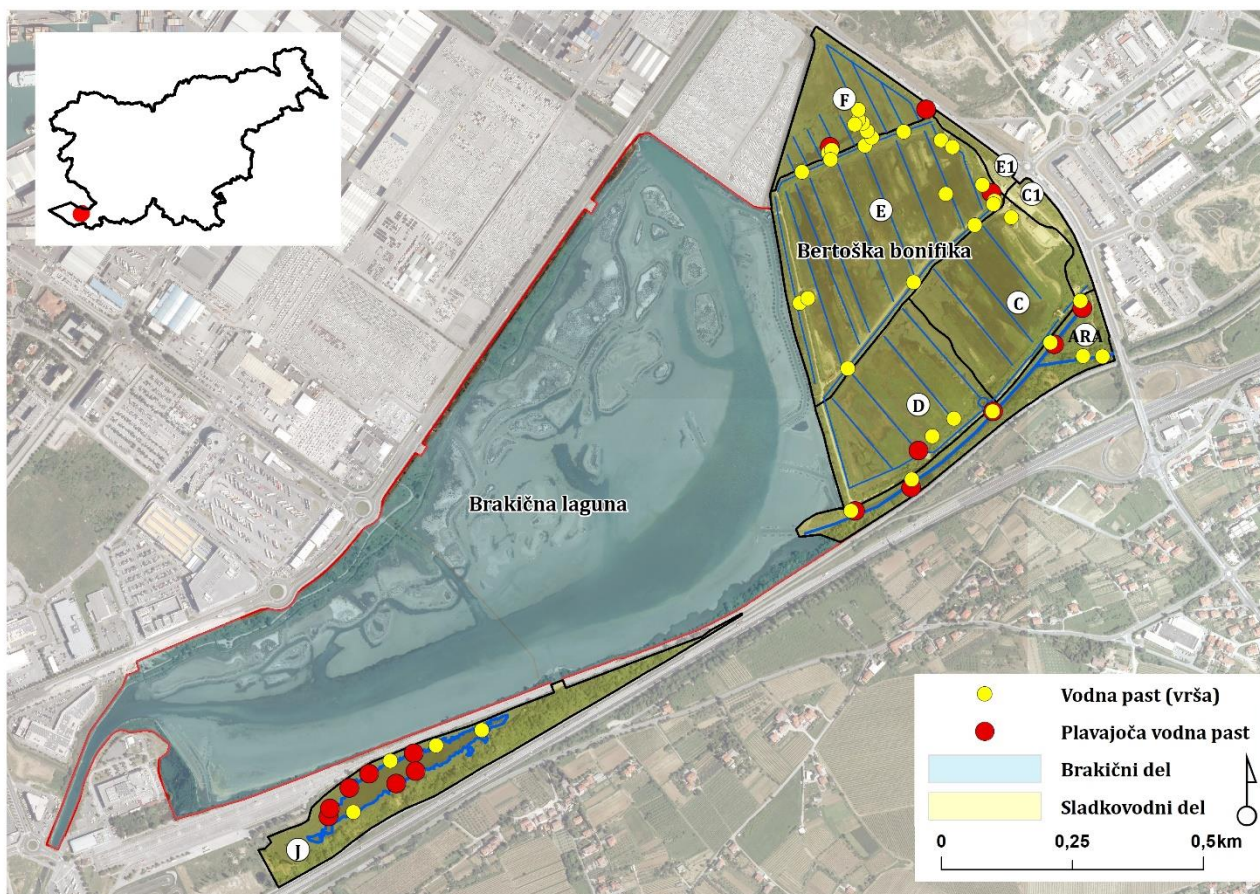 F
E1
C1
E
Bertoška bonifika
C
ARA
D
Brakična laguna
J
Vodna past (vrša)
Plavajoča vodna past
Brakični del
Sladkovodni del
0 0,25 0,5km